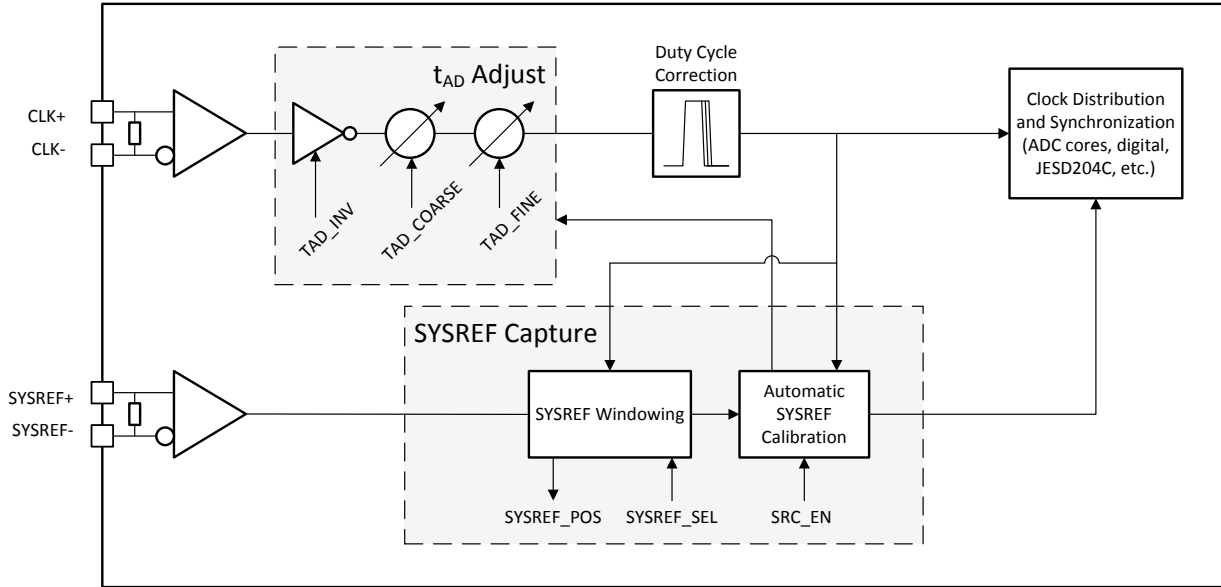 Duty Cycle
Correction
t_AD Adjust
CLK+
CLK-
TAD_INV
TAD_COARSE
TAD_FINE
Clock Distribution
and Synchronization
(ADC cores, digital,
JESD204C, etc.)
SYSREF Capture
SYSREF+
SYSREF-
SYSREF Windowing
Automatic
SYSREF
Calibration
SYSREF_POS
SYSREF_SEL
SRC_EN